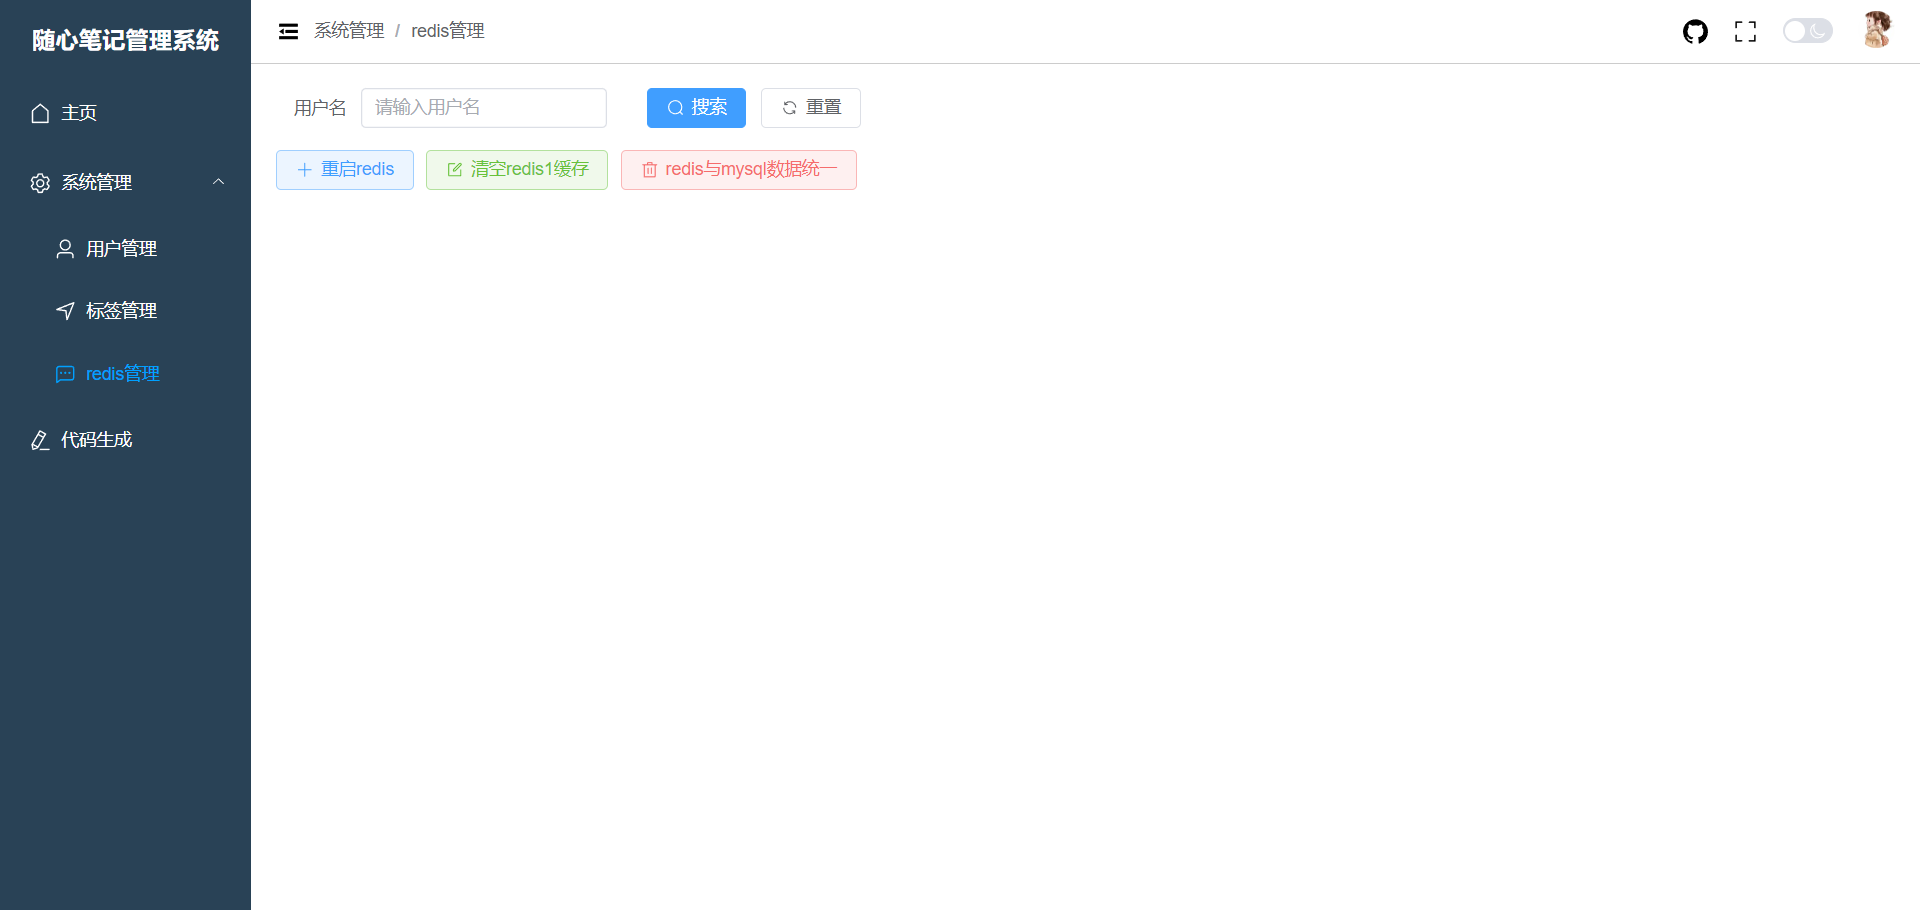 随心笔记管理系统
主页
系统管理
用户管理
标签管理
redis管理
代码生成
系统管理 / redis管理
用户名 请输入用户名 搜索 重置
重启redis 清空redis1缓存 redis与mysql数据统一